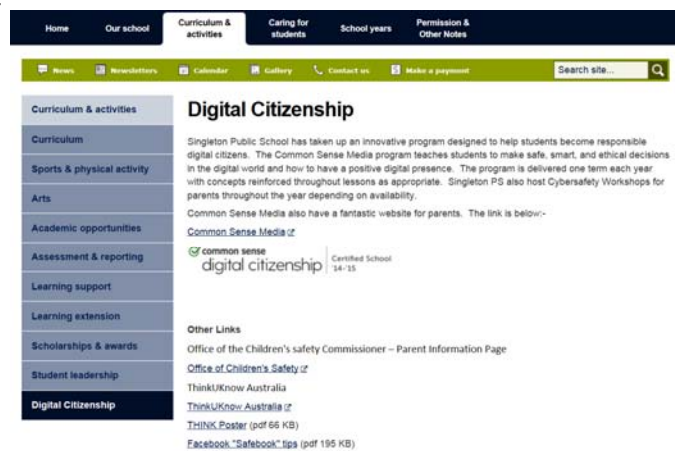 Home Our school Curriculum & activities Caring for students School years Permission & Other Notes
News Newsletters Calendar Gallery Contact us Make a payment Search site...
Curriculum & activities
Curriculum
Sports & physical activity
Arts
Academic opportunities
Assessment & reporting
Learning support
Learning extension
Scholarships & awards
Student leadership
Digital Citizenship
Digital Citizenship
Singleton Public School has taken up an innovative program designed to help students become responsible
digital citizens. The Common Sense Media program teaches students to make safe, smart, and ethical decisions
in the digital world and how to have a positive digital presence. The program is delivered one term each year
with concepts reinforced throughout lessons as appropriate. Singleton PS also host Cybersafety Workshops for
parents throughout the year depending on availability.
Common Sense Media also have a fantastic website for parents. The link is below:-
Common Sense Media
common sense
digital citizenship
Certified School
'14-'15
Other Links
Office of the Children's safety Commissioner – Parent Information Page
Office of Children's Safety
ThinkUKnow Australia
ThinkUKnow Australia
THINK Poster (pdf 66 KB)
Facebook "Safebook" tips (pdf 195 KB)